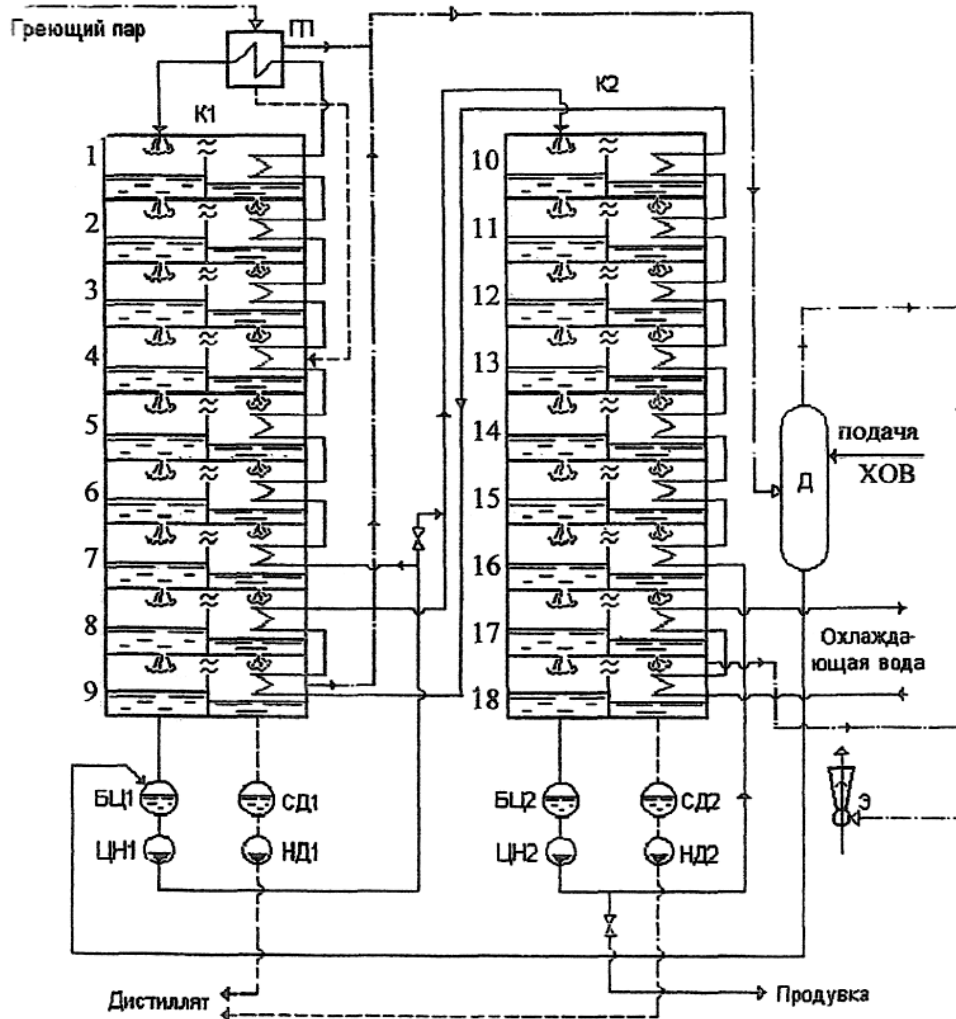 Греющий пар
ГП
К1
К2
1
2
3
4
5
6
7
8
9
10
11
12
13
14
15
16
17
18
Д
подача
ХОВ
Охлажда-
ющая вода
Э
БЦ1
СД1
ЦН1
НД1
БЦ2
СД2
ЦН2
НД2
Дистиллят
Продувка